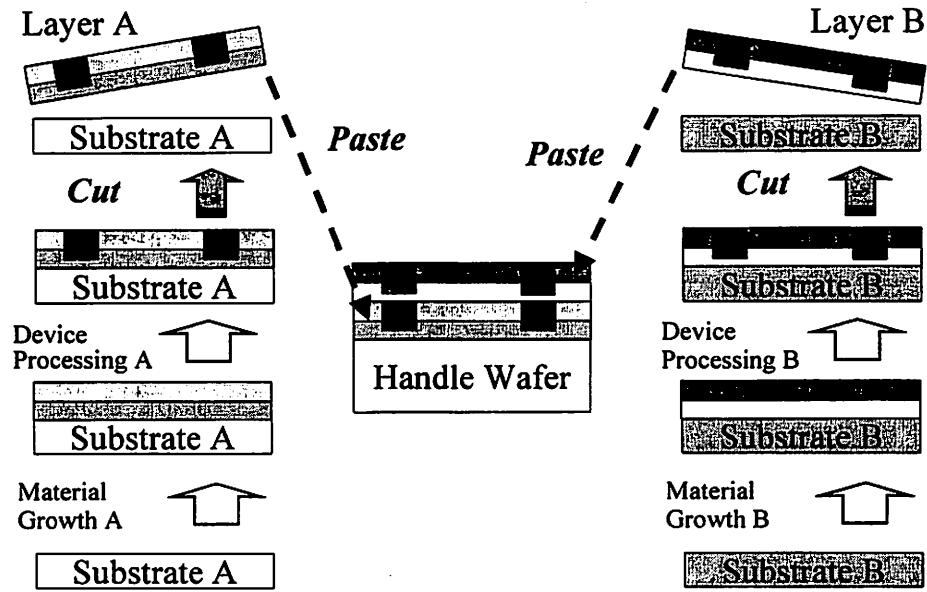 Layer A
Substrate A
Cut
Substrate A
Device
Processing A
Substrate A
Material
Growth A
Substrate A
Paste
Paste
Handle Wafer
Layer B
Substrate B
Cut
Substrate B
Device
Processing B
Substrate B
Material
Growth B
Substrate B